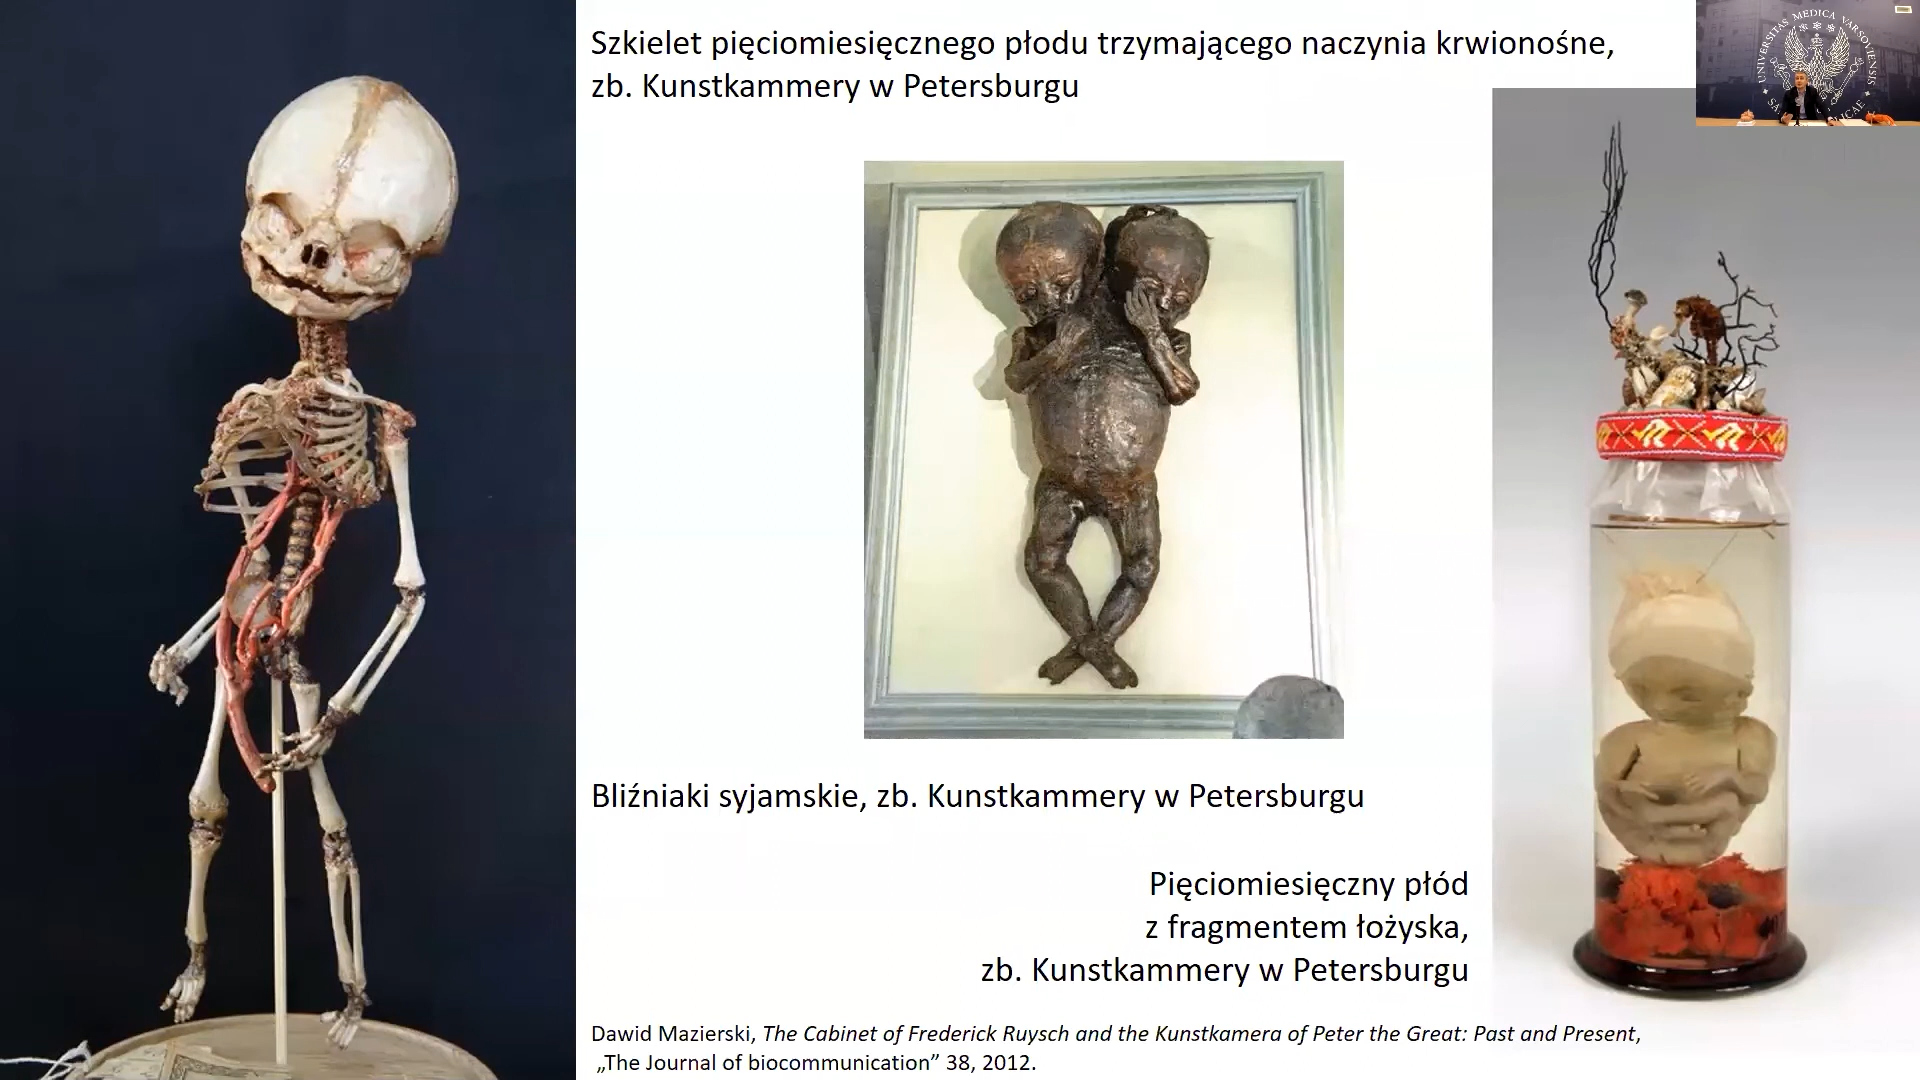 Szkielet pięciomiesięcznego płodu trzymającego naczynia krwionośne,
zb. Kunstkammery w Petersburgu
UNIVERSITAS MEDICA VARSOVIENSIS
Bliźniaki syjamskie, zb. Kunstkammery w Petersburgu
Pięciomiesięczny płód
z fragmentem łożyska,
zb. Kunstkammery w Petersburgu
Dawid Mazierski, The Cabinet of Frederick Ruysch and the Kunstkamera of Peter the Great: Past and Present,
„The Journal of biocommunication” 38, 2012.